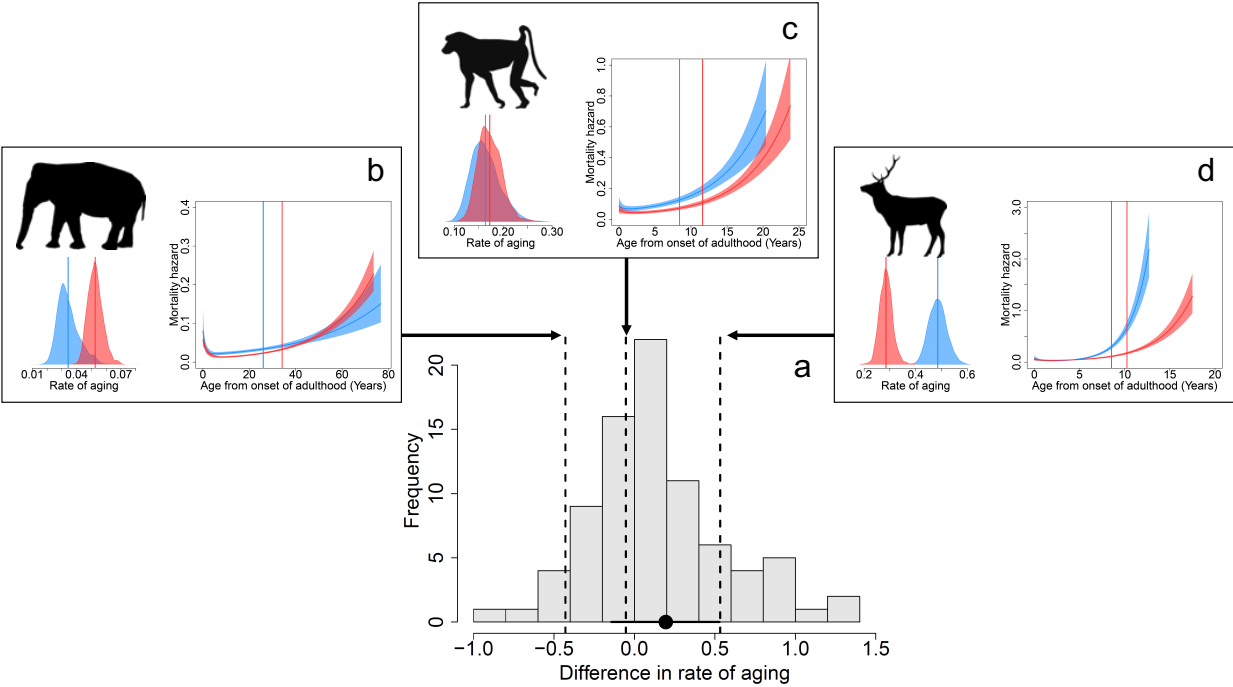 c
1.0
0.8
0.6
0.4
0.2
0.0
Mortality hazard
0 5 10 15 20 25
Age from onset of adulthood (Years)
0.10 0.20 0.30
Rate of aging
b
0.4
0.3
0.2
0.1
0.0
Mortality hazard
0 20 40 60 80
Age from onset of adulthood (Years)
0.01 0.04 0.07
Rate of aging
d
3.0
2.0
1.0
0.0
Mortality hazard
0 5 10 15 20
Age from onset of adulthood (Years)
0.2 0.4 0.6
Rate of aging
a
20
15
10
5
0
Frequency
−1.0 −0.5 0.0 0.5 1.0 1.5
Difference in rate of aging